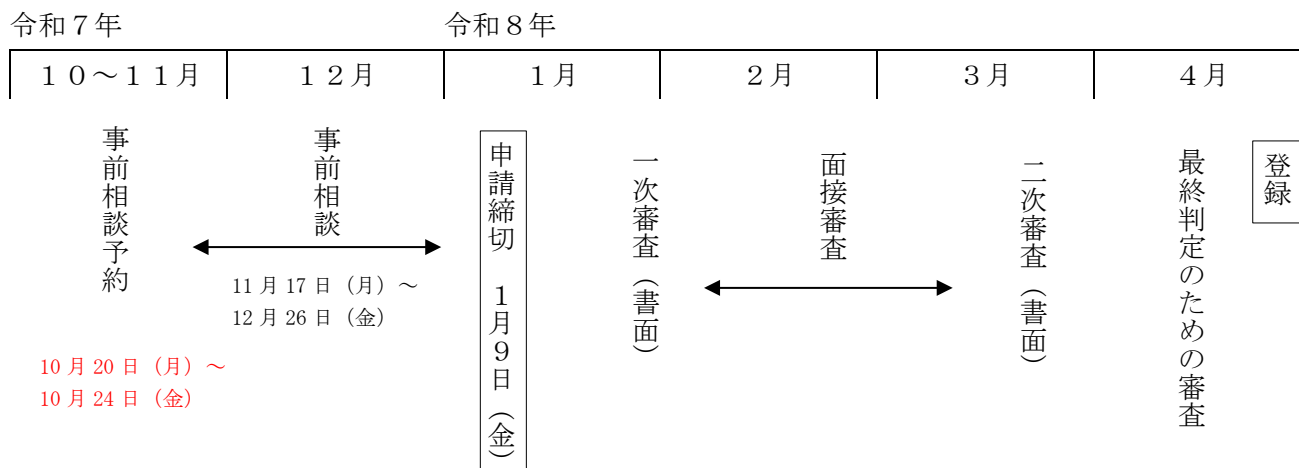 令和７年
令和８年
１０～１１月
１２月
１月
２月
３月
４月
事前相談予約
10 月 20 日（月）～
10 月 24 日（金）
事前相談
11 月 17 日（月）～
12 月 26 日（金）
申請締切　１月９日（金）
一次審査（書面）
面接審査
二次審査（書面）
最終判定のための審査
登録